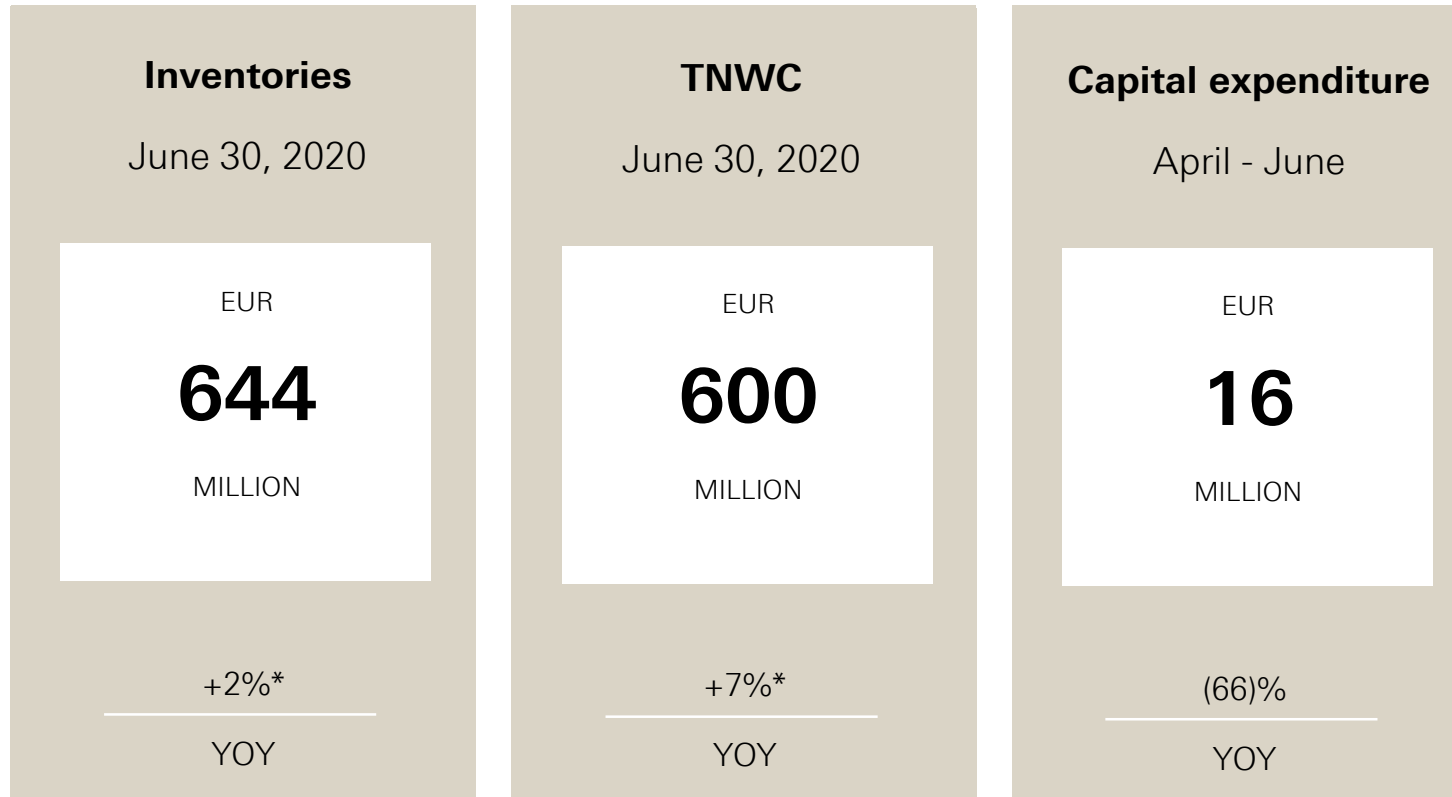 Inventories
June 30, 2020
EUR
644
MILLION
+2%*
YOY
TNWC
June 30, 2020
EUR
600
MILLION
+7%*
YOY
Capital expenditure
April - June
EUR
16
MILLION
(66)%
YOY